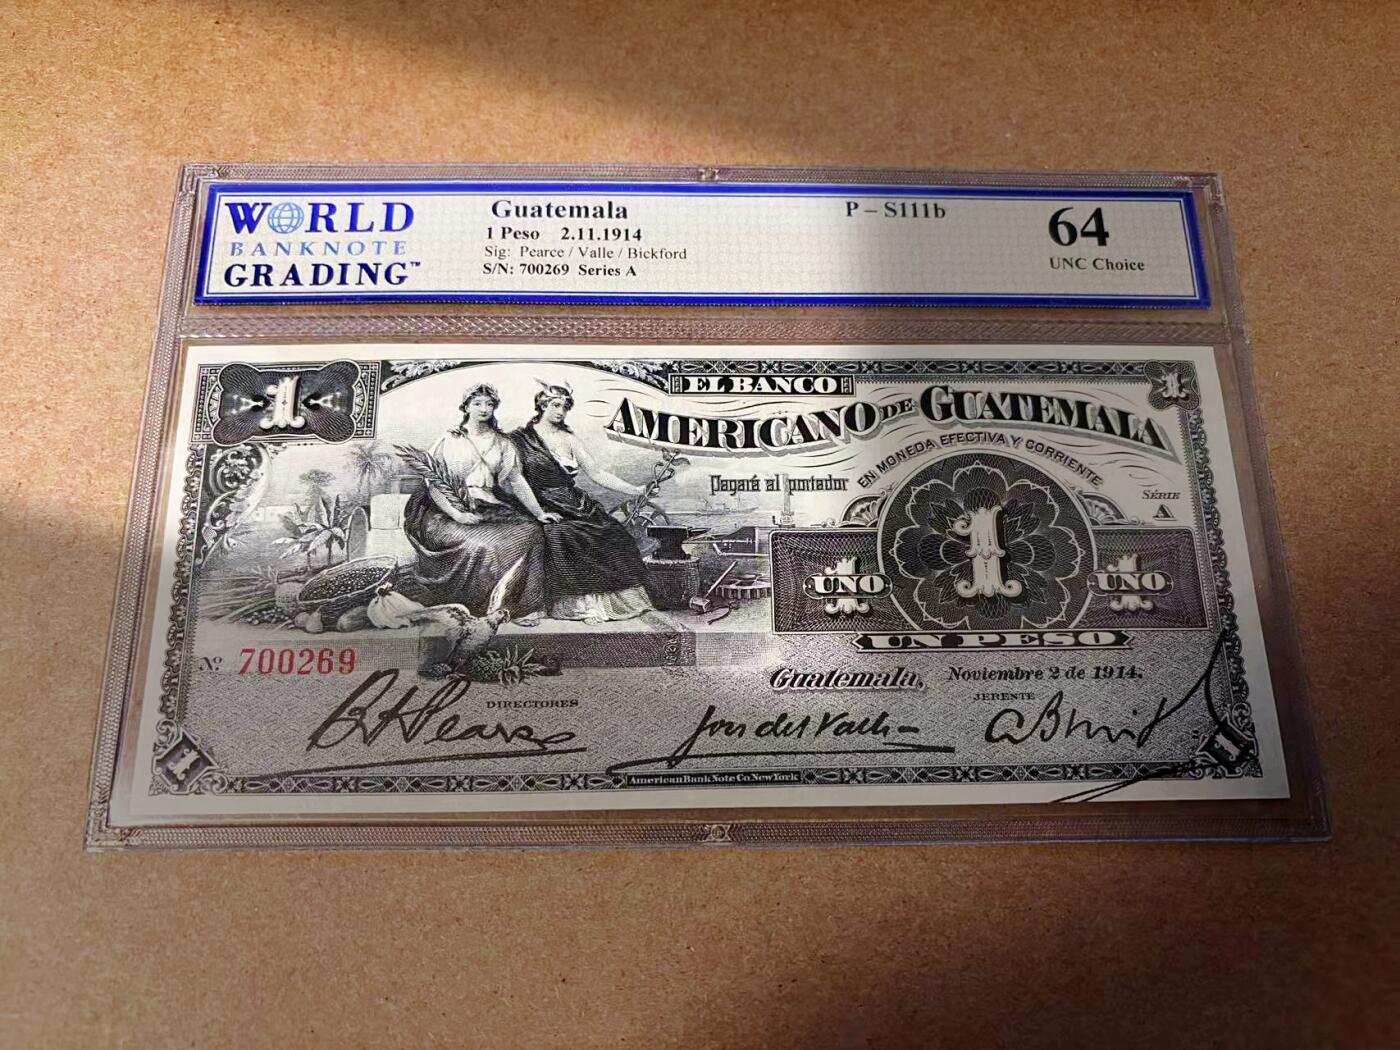 WORLD
BANKNOTE
GRADING™
Guatemala
1 Peso 2.11.1914
Sig: Pearce / Valle / Bickford
S/N: 700269 Series A
P – S111b
64
UNC Choice
1
EL BANCO
1
AMERICANO DE GUATEMALA
Pagará al portador
EN MONEDA EFECTIVA Y CORRIENTE
SÉRIE
A
1
UNO
UNO
UN PESO
Nº 700269
Guatemala, Noviembre 2 de 1914.
DIRECTORES
JERENTE
1
American Bank Note Co. New York
1